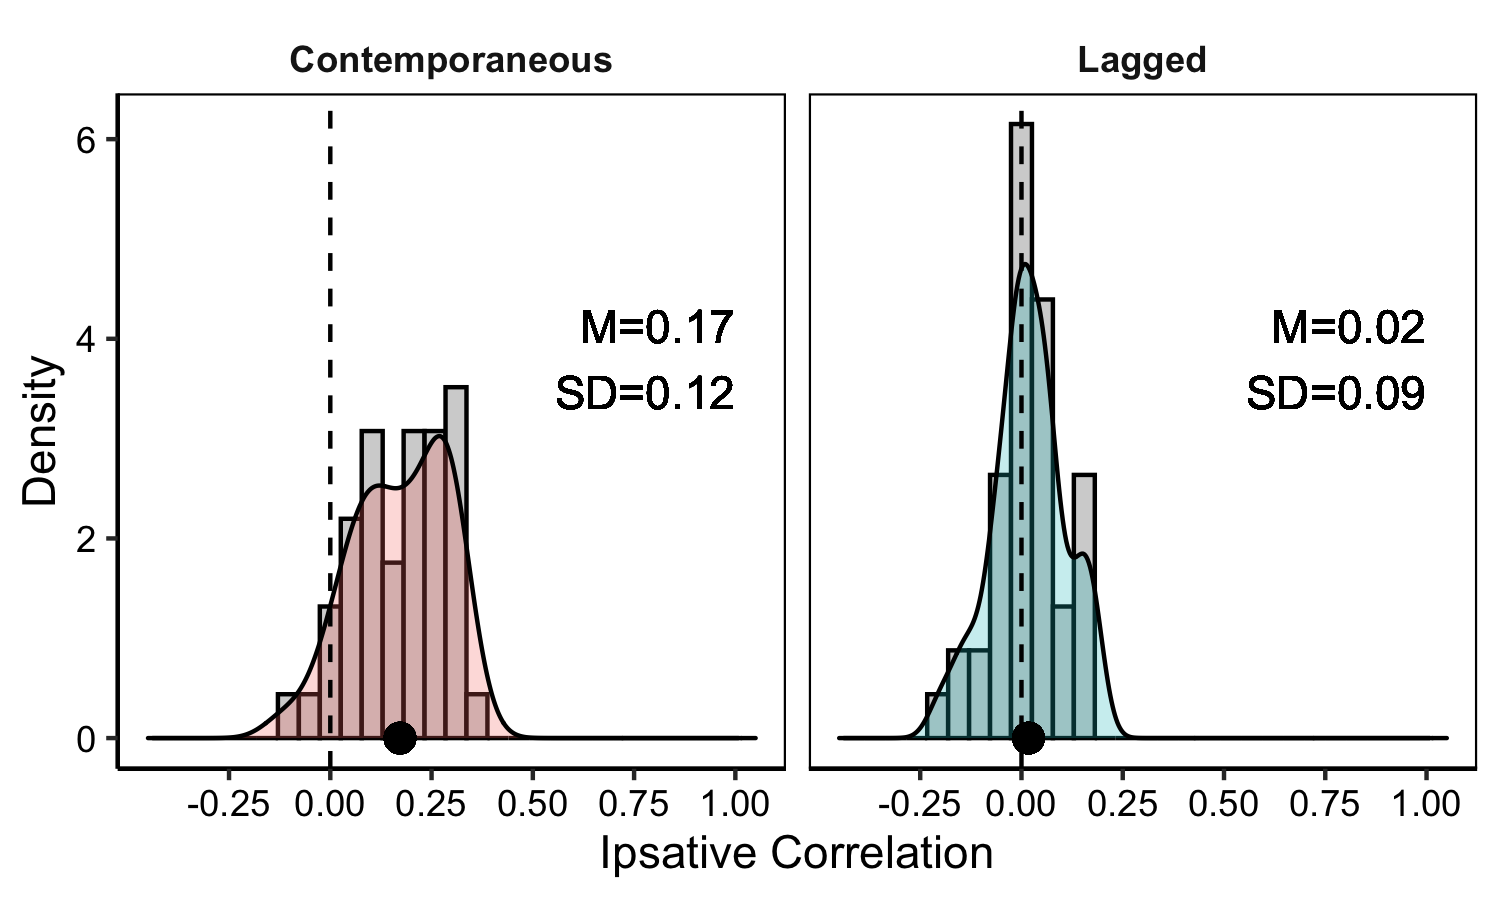 Contemporaneous
Lagged
Density
6
4
2
0
M=0.17
SD=0.12
M=0.02
SD=0.09
-0.25 0.00 0.25 0.50 0.75 1.00
-0.25 0.00 0.25 0.50 0.75 1.00
Ipsative Correlation